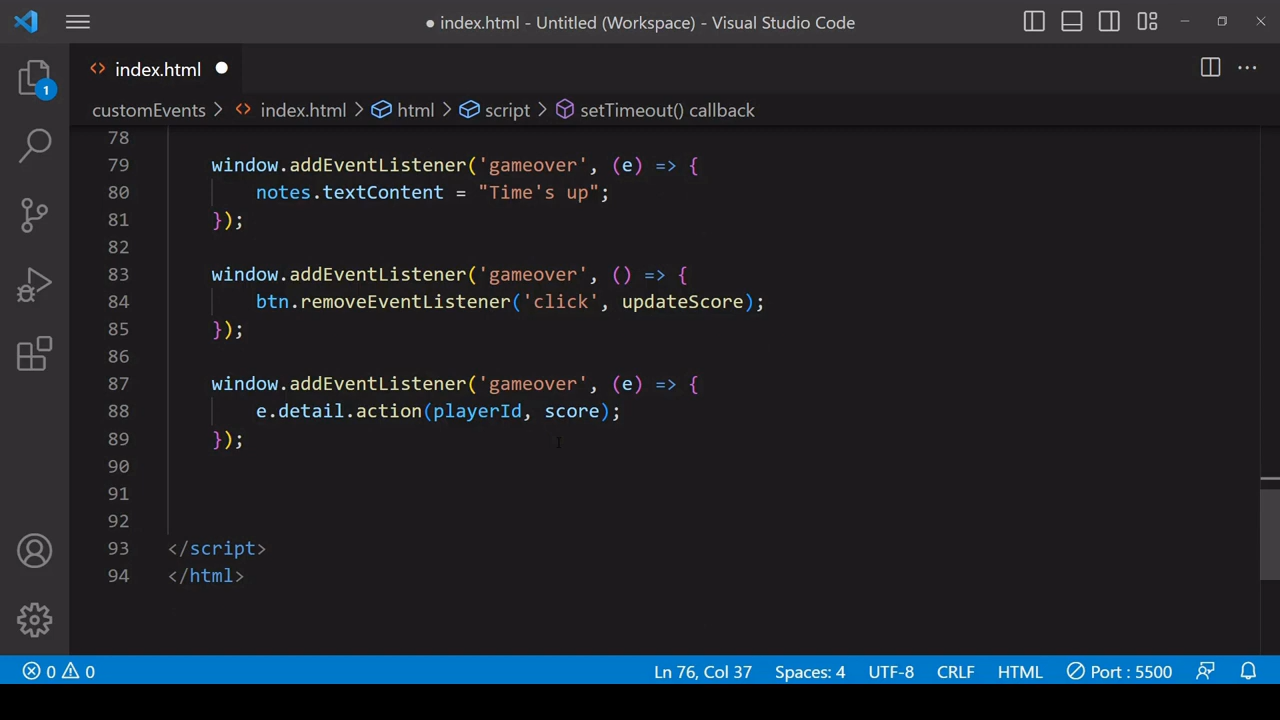 ● index.html - Untitled (Workspace) - Visual Studio Code
index.html
customEvents > index.html > html > script > setTimeout() callback
1
78
79 window.addEventListener('gameover', (e) => {
80 notes.textContent = "Time's up";
81 });
82
83 window.addEventListener('gameover', () => {
84 btn.removeEventListener('click', updateScore);
85 });
86
87 window.addEventListener('gameover', (e) => {
88 e.detail.action(playerId, score);
89 });
90
91
92
93 </script>
94 </html>
0 0 Ln 76, Col 37 Spaces: 4 UTF-8 CRLF HTML Port : 5500